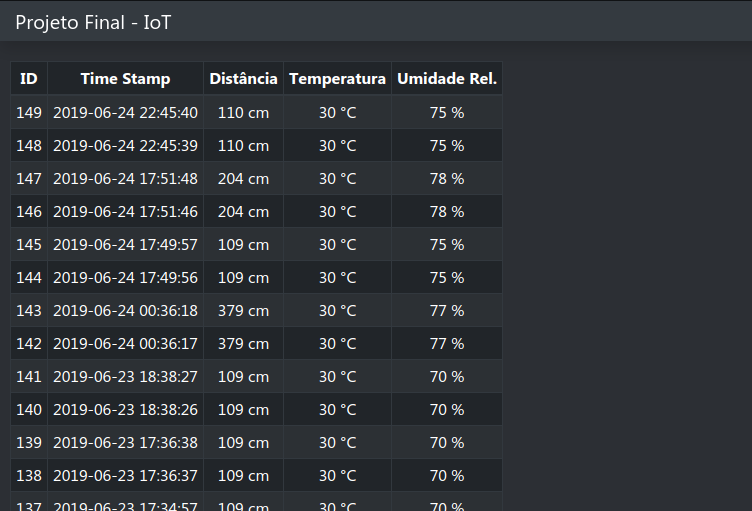 Projeto Final - IoT
ID Time Stamp Distância Temperatura Umidade Rel.
149 2019-06-24 22:45:40 110 cm 30 °C 75 %
148 2019-06-24 22:45:39 110 cm 30 °C 75 %
147 2019-06-24 17:51:48 204 cm 30 °C 78 %
146 2019-06-24 17:51:46 204 cm 30 °C 78 %
145 2019-06-24 17:49:57 109 cm 30 °C 75 %
144 2019-06-24 17:49:56 109 cm 30 °C 75 %
143 2019-06-24 00:36:18 379 cm 30 °C 77 %
142 2019-06-24 00:36:17 379 cm 30 °C 77 %
141 2019-06-23 18:38:27 109 cm 30 °C 70 %
140 2019-06-23 18:38:26 109 cm 30 °C 70 %
139 2019-06-23 17:36:38 109 cm 30 °C 70 %
138 2019-06-23 17:36:37 109 cm 30 °C 70 %
137 2019-06-23 17:34:57 109 cm 30 °C 70 %